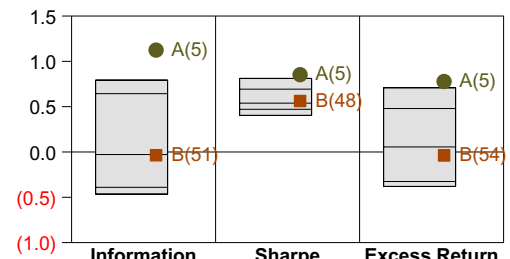 1.5
A(5)
1.0
A(5)
A(5)
0.5
B(48)
0.0
B(51)
B(54)
(0.5)
(1.0)
Information
Sharpe
Excess Return